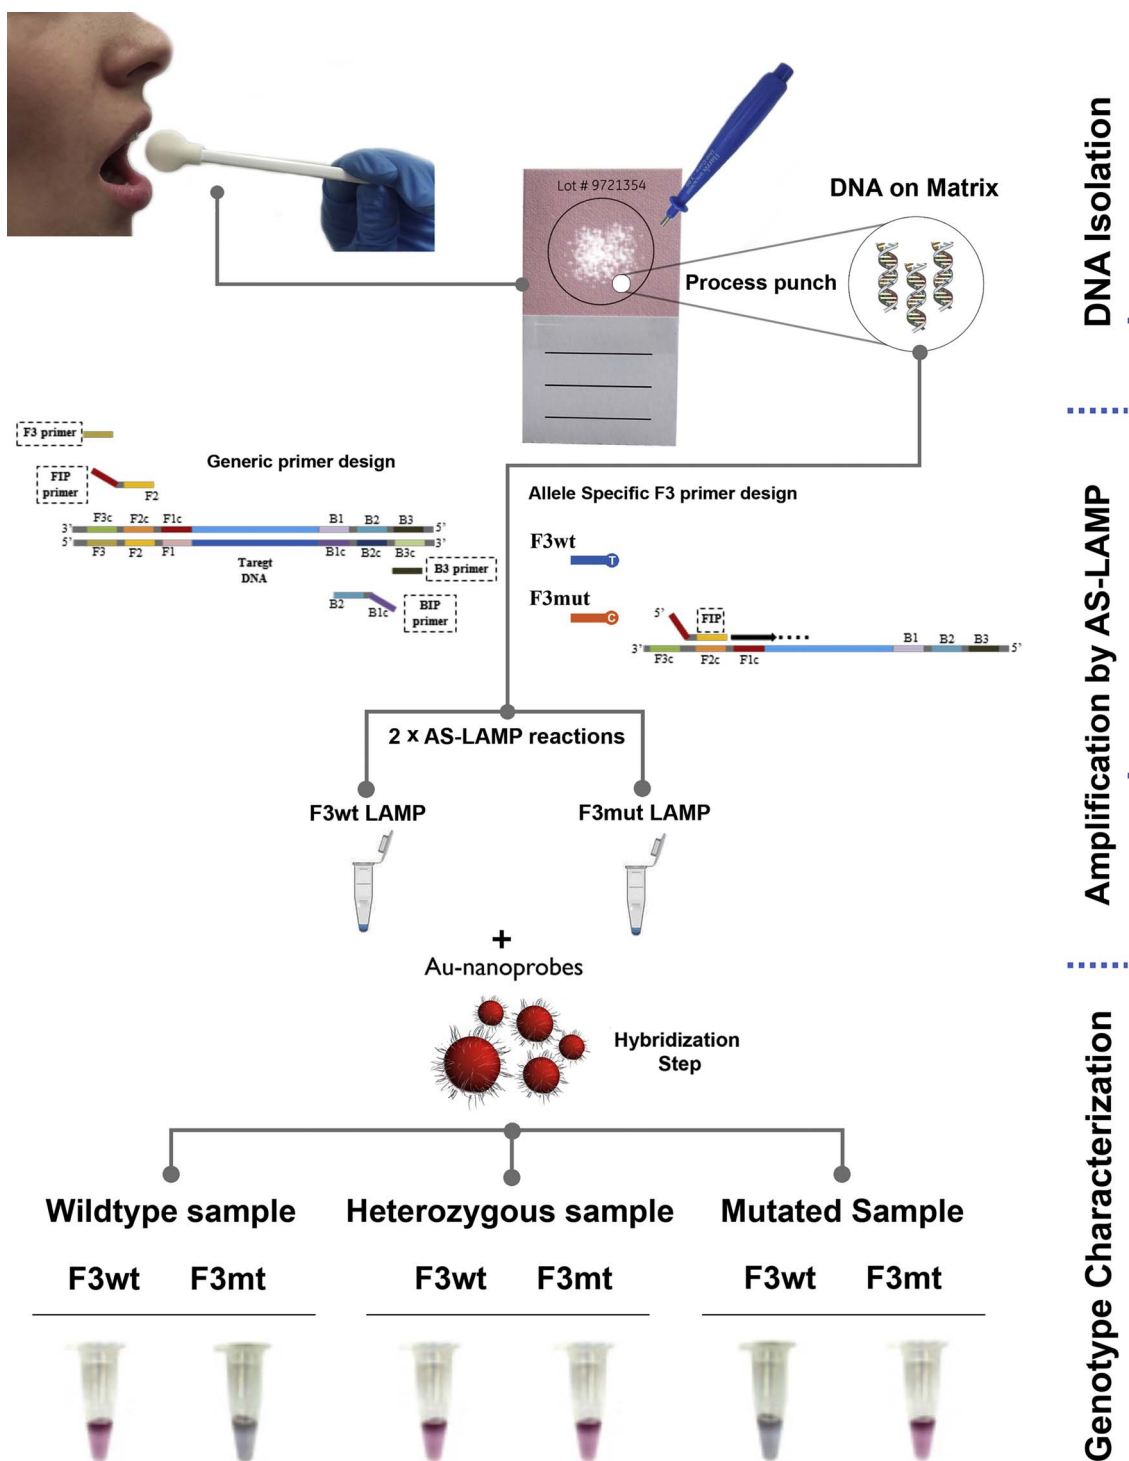 Lot # 9721354
DNA on Matrix
Process punch
DNA Isolation
F3 primer
Generic primer design
FIP
primer
F2
F3c F2c F1c B1 B2 B3
3' 5'
5' 3'
F3 F2 F1 B1c B2c B3c
Taregt
DNA
B3 primer
B2
B1c
BIP
primer
Allele Specific F3 primer design
F3wt
T
F3mut
C
5'
FIP
B1 B2 B3
3' 5'
F3c F2c F1c
Amplification by AS-LAMP
2 x AS-LAMP reactions
F3wt LAMP
F3mut LAMP
+
Au-nanoprobes
Hybridization
Step
Genotype Characterization
Wildtype sample
Heterozygous sample
Mutated Sample
F3wt F3mt
F3wt F3mt
F3wt F3mt